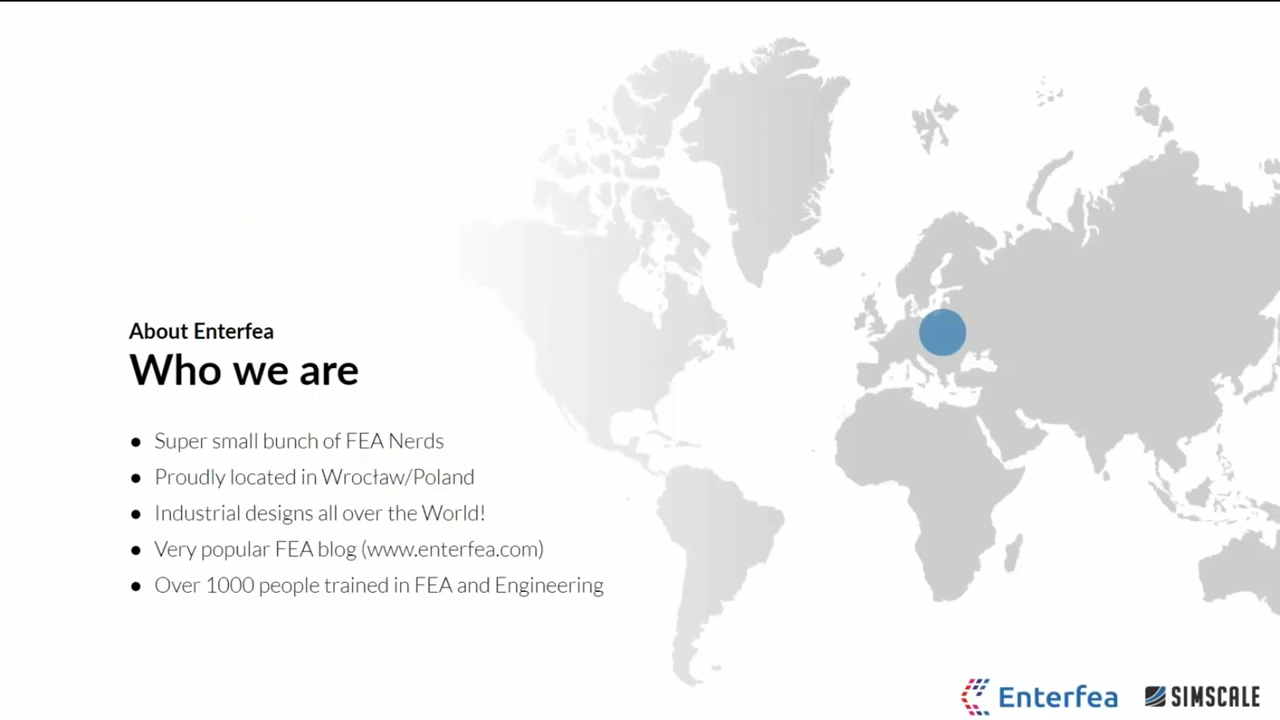 About Enterfea
Who we are
● Super small bunch of FEA Nerds
● Proudly located in Wrocław/Poland
● Industrial designs all over the World!
● Very popular FEA blog (www.enterfea.com)
● Over 1000 people trained in FEA and Engineering
Enterfea
SIMSCALE